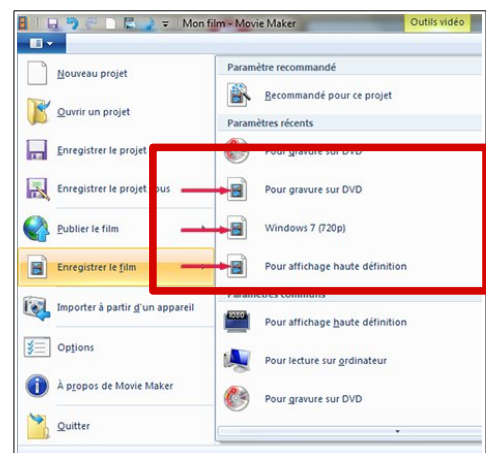 Mon film - Movie Maker
Outils vidéo
Nouveau projet
Ouvrir un projet
Enregistrer le projet
Enregistrer le projet sous
Publier le film
Enregistrer le film
Importer à partir d'un appareil
Options
À propos de Movie Maker
Quitter
Paramètre recommandé
Recommandé pour ce projet
Paramètres récents
Pour gravure sur DVD
Pour gravure sur DVD
Windows 7 (720p)
Pour affichage haute définition
Paramètres communs
1080
Pour affichage haute définition
Pour lecture sur ordinateur
Pour gravure sur DVD